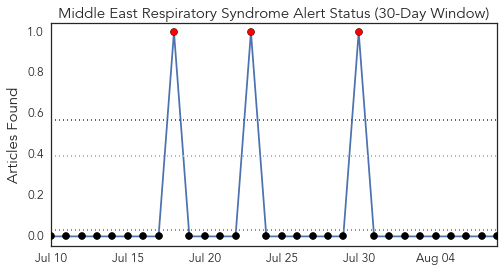 Middle East Respiratory Syndrome Alert Status (30-Day Window)
Articles Found
1.0
0.8
0.6
0.4
0.2
0.0
Jul 10 Jul 15 Jul 20 Jul 25 Jul 30 Aug 04